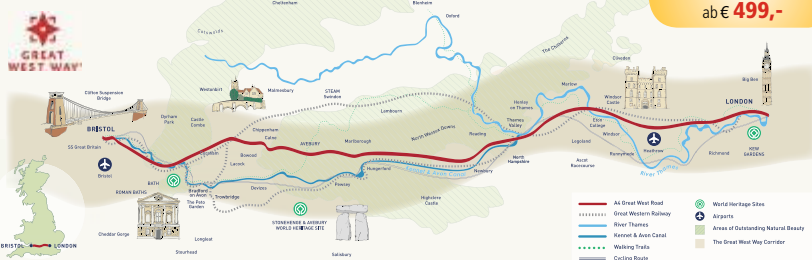 ab € 499,-
GREAT
WEST WAY®
Cheltenham
Blenheim
Oxford
Cotswolds
The Chilterns
Cliveden
Big Ben
Clifton Suspension
Bridge
Westonbirt
Malmesbury
STEAM
Swindon
Marlow
Henley
on Thames
Windsor
Castle
LONDON
Dyrham
Park
Castle
Combe
Lambourn
Thames
Valley
BRISTOL
Chippenham
Calne
AVEBURY
Marlborough
North Wessex Downs
Reading
Eton
College
SS Great Britain
Corsham
Bowood
Lacock
Legoland
Windsor
Heathrow
Richmond
KEW
GARDENS
Bristol
Hungerford
Kennet & Avon Canal
Newbury
North
Hampshire
Ascot
Racecourse
Runnymede
River Thames
BATH
Bradford
on Avon
Devizes
Pewsey
ROMAN BATHS
The Peto
Garden
Trowbridge
Highclere
Castle
STONEHENGE & AVEBURY
WORLD HERITAGE SITE
Cheddar Gorge
Longleat
Stourhead
Salisbury
BRISTOL
LONDON
A4 Great West Road
Great Western Railway
River Thames
Kennet & Avon Canal
Walking Trails
Cycling Route
World Heritage Sites
Airports
Areas of Outstanding Natural Beauty
The Great West Way Corridor